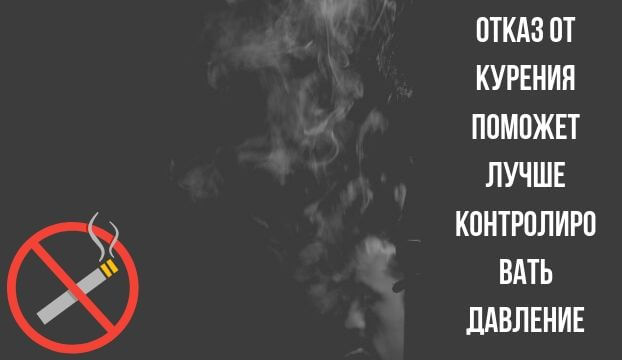 ОТКАЗ ОТ
КУРЕНИЯ
ПОМОЖЕТ
ЛУЧШЕ
КОНТРОЛИРО
ВАТЬ
ДАВЛЕНИЕ